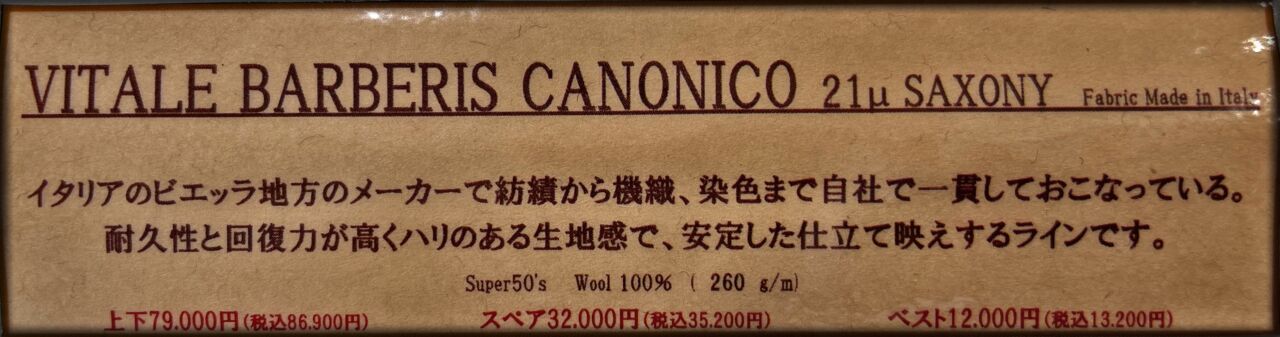 VITALE BARBERIS CANONICO 21μ SAXONY Fabric Made in Italy
イタリアのビエッラ地方のメーカーで紡績から機織、染色まで自社で一貫しておこなっている。
耐久性と回復力が高くハリのある生地感で、安定した仕立て映えするラインです。
Super50's Wool 100% ( 260 g/m)
上下79.000円(税込86.900円) スペア32.000円(税込35.200円) ベスト12.000円(税込13.200円)